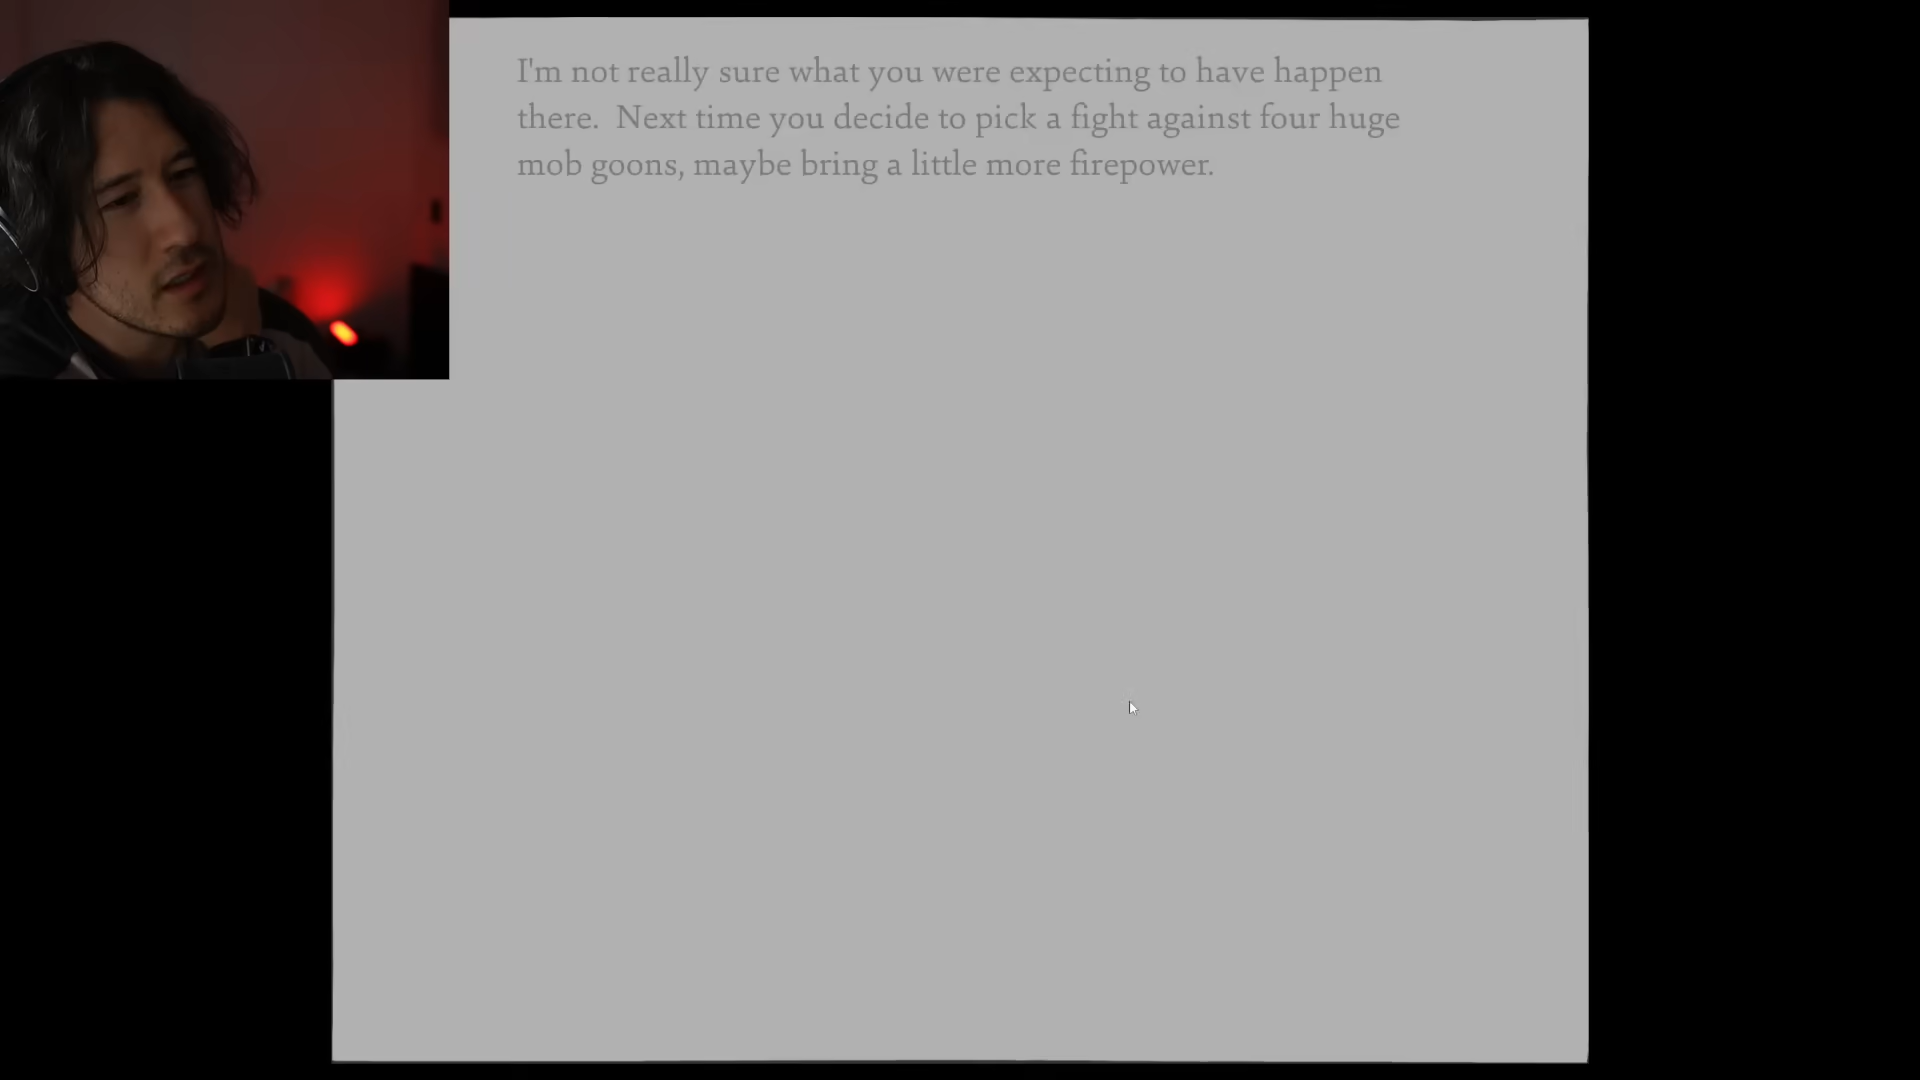 I'm not really sure what you were expecting to have happen
there.  Next time you decide to pick a fight against four huge
mob goons, maybe bring a little more firepower.